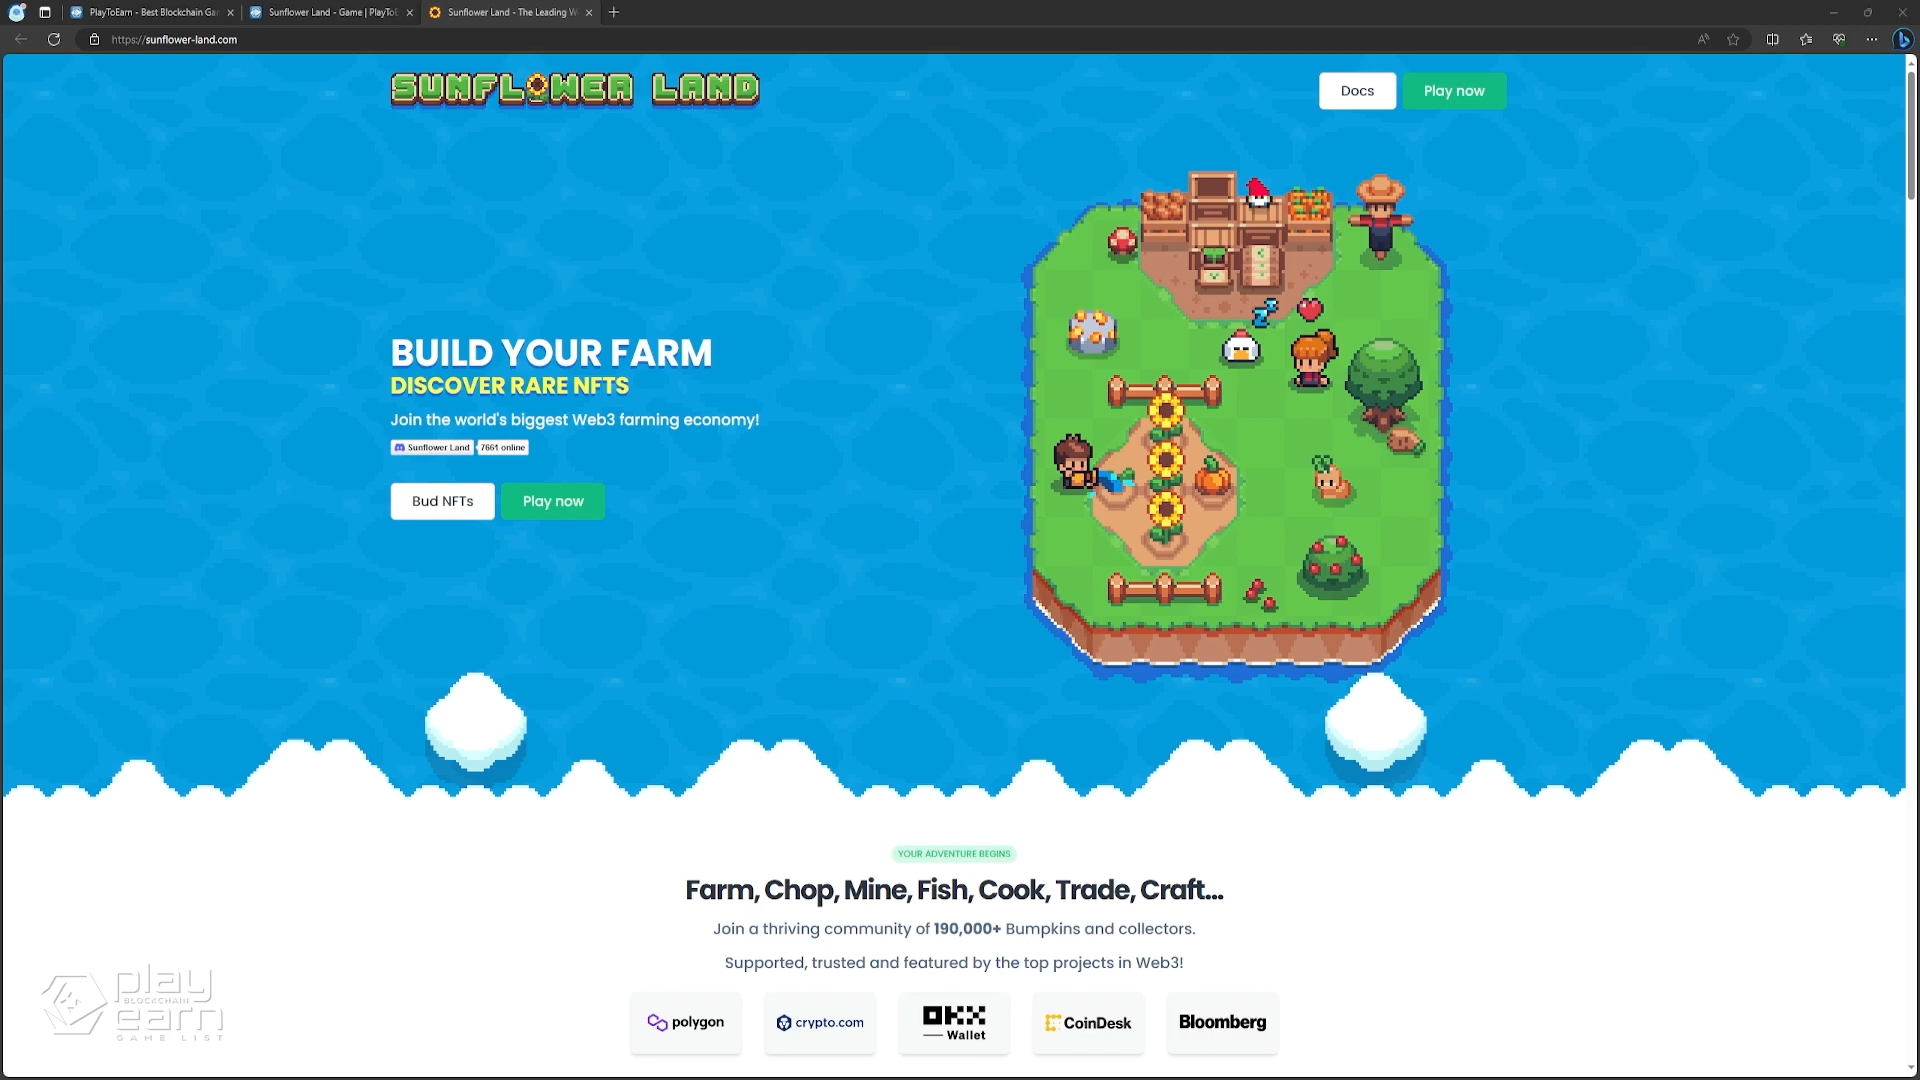 PlayToEarn - Best Blockchain Gam
Sunflower Land - Game | PlayToE
Sunflower Land - The Leading W
https://sunflower-land.com
SUNFLOWER LAND
Docs
Play now
BUILD YOUR FARM
DISCOVER RARE NFTS
Join the world's biggest Web3 farming economy!
Sunflower Land 7661 online
Bud NFTs
Play now
YOUR ADVENTURE BEGINS
Farm, Chop, Mine, Fish, Cook, Trade, Craft...
Join a thriving community of 190,000+ Bumpkins and collectors.
Supported, trusted and featured by the top projects in Web3!
polygon
crypto.com
OKX
Wallet
CoinDesk
Bloomberg
play
BLOCKCHAIN
earn
GAME LIST